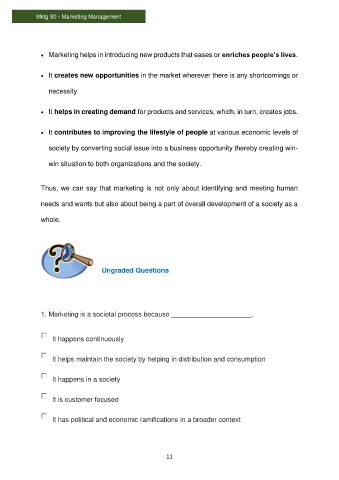 Mktg 80 - Marketing Management
• Marketing helps in introducing new products that eases or enriches people's lives.
• It creates new opportunities in the market wherever there is any shortcomings or
necessity
• It helps in creating demand for products and services, which, in turn, creates jobs.
• It contributes to improving the lifestyle of people at various economic levels of
society by converting social issue into a business opportunity thereby creating win-
win situation to both organizations and the society.
Thus, we can say that marketing is not only about identifying and meeting human
needs and wants but also about being a part of overall development of a society as a
whole.
Ungraded Questions
1. Marketing is a societal process because ______________________.
It happens continuously
It helps maintain the society by helping in distribution and consumption
It happens in a society
It is customer focused
It has political and economic ramifications in a broader context
11